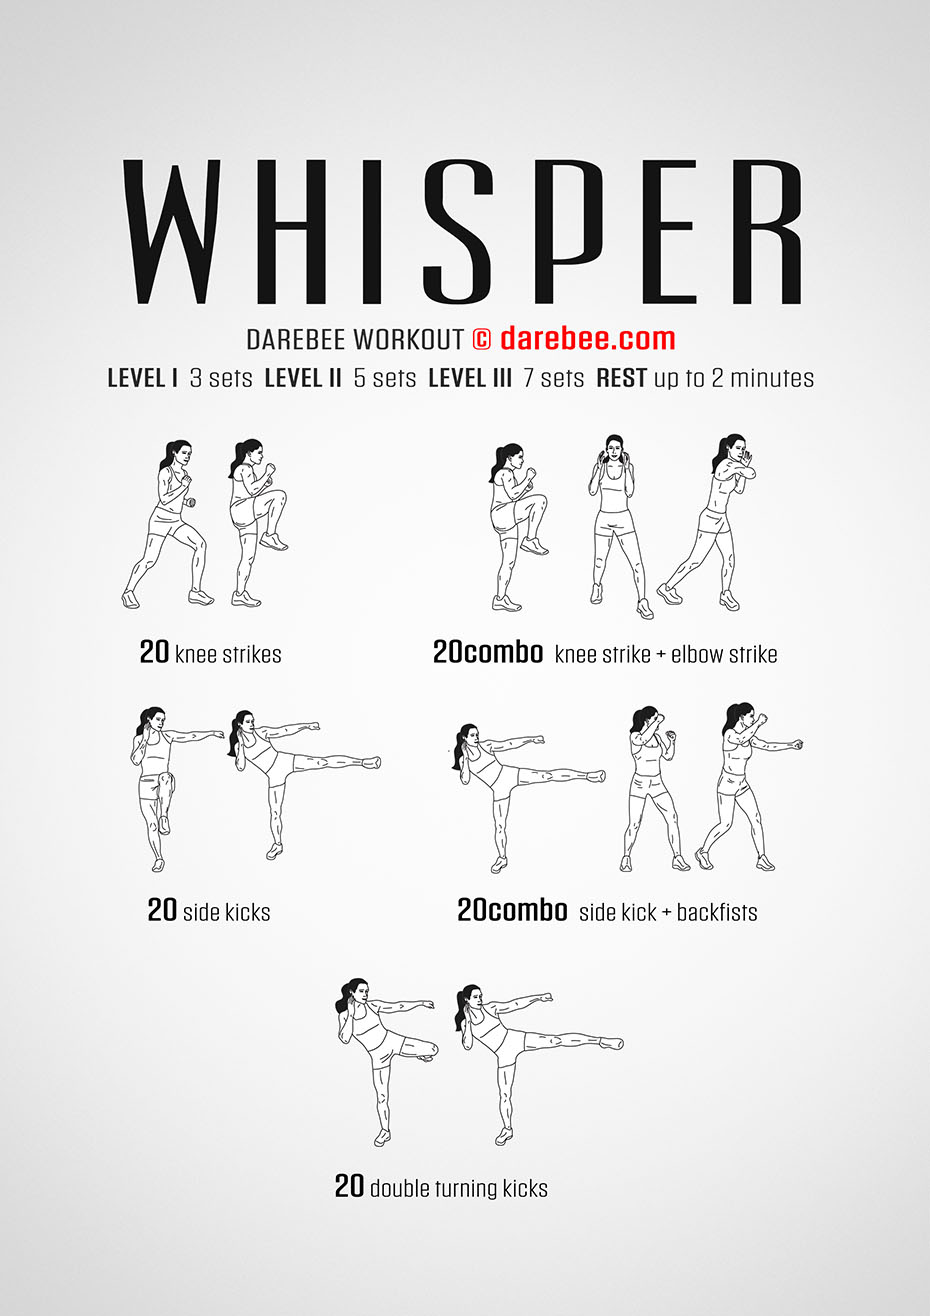 WHISPER
DAREBEE WORKOUT © darebee.com
LEVEL I 3 sets LEVEL II 5 sets LEVEL III 7 sets REST up to 2 minutes
20 knee strikes
20combo knee strike + elbow strike
20 side kicks
20combo side kick + backfists
20 double turning kicks